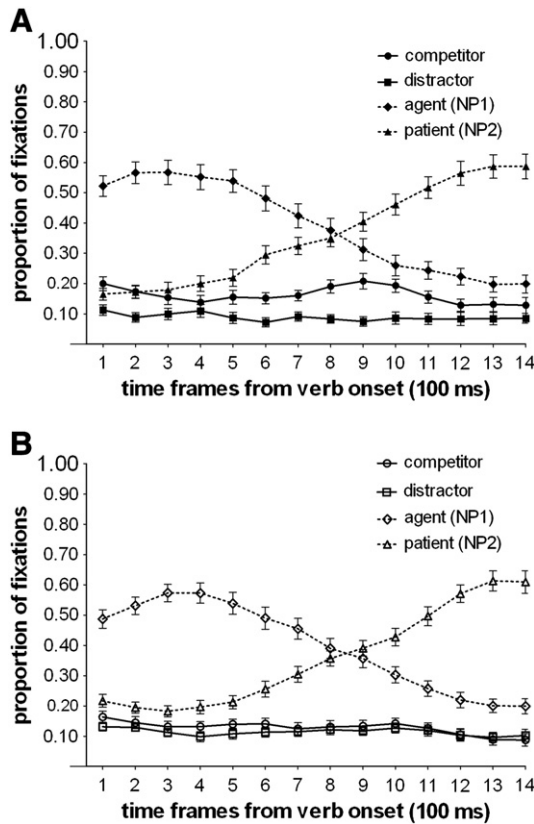 A
1.00
0.90
0.80
0.70
0.60
0.50
0.40
0.30
0.20
0.10
proportion of fixations
competitor
distractor
agent (NP1)
patient (NP2)
1 2 3 4 5 6 7 8 9 10 11 12 13 14
time frames from verb onset (100 ms)
B
1.00
0.90
0.80
0.70
0.60
0.50
0.40
0.30
0.20
0.10
proportion of fixations
competitor
distractor
agent (NP1)
patient (NP2)
1 2 3 4 5 6 7 8 9 10 11 12 13 14
time frames from verb onset (100 ms)